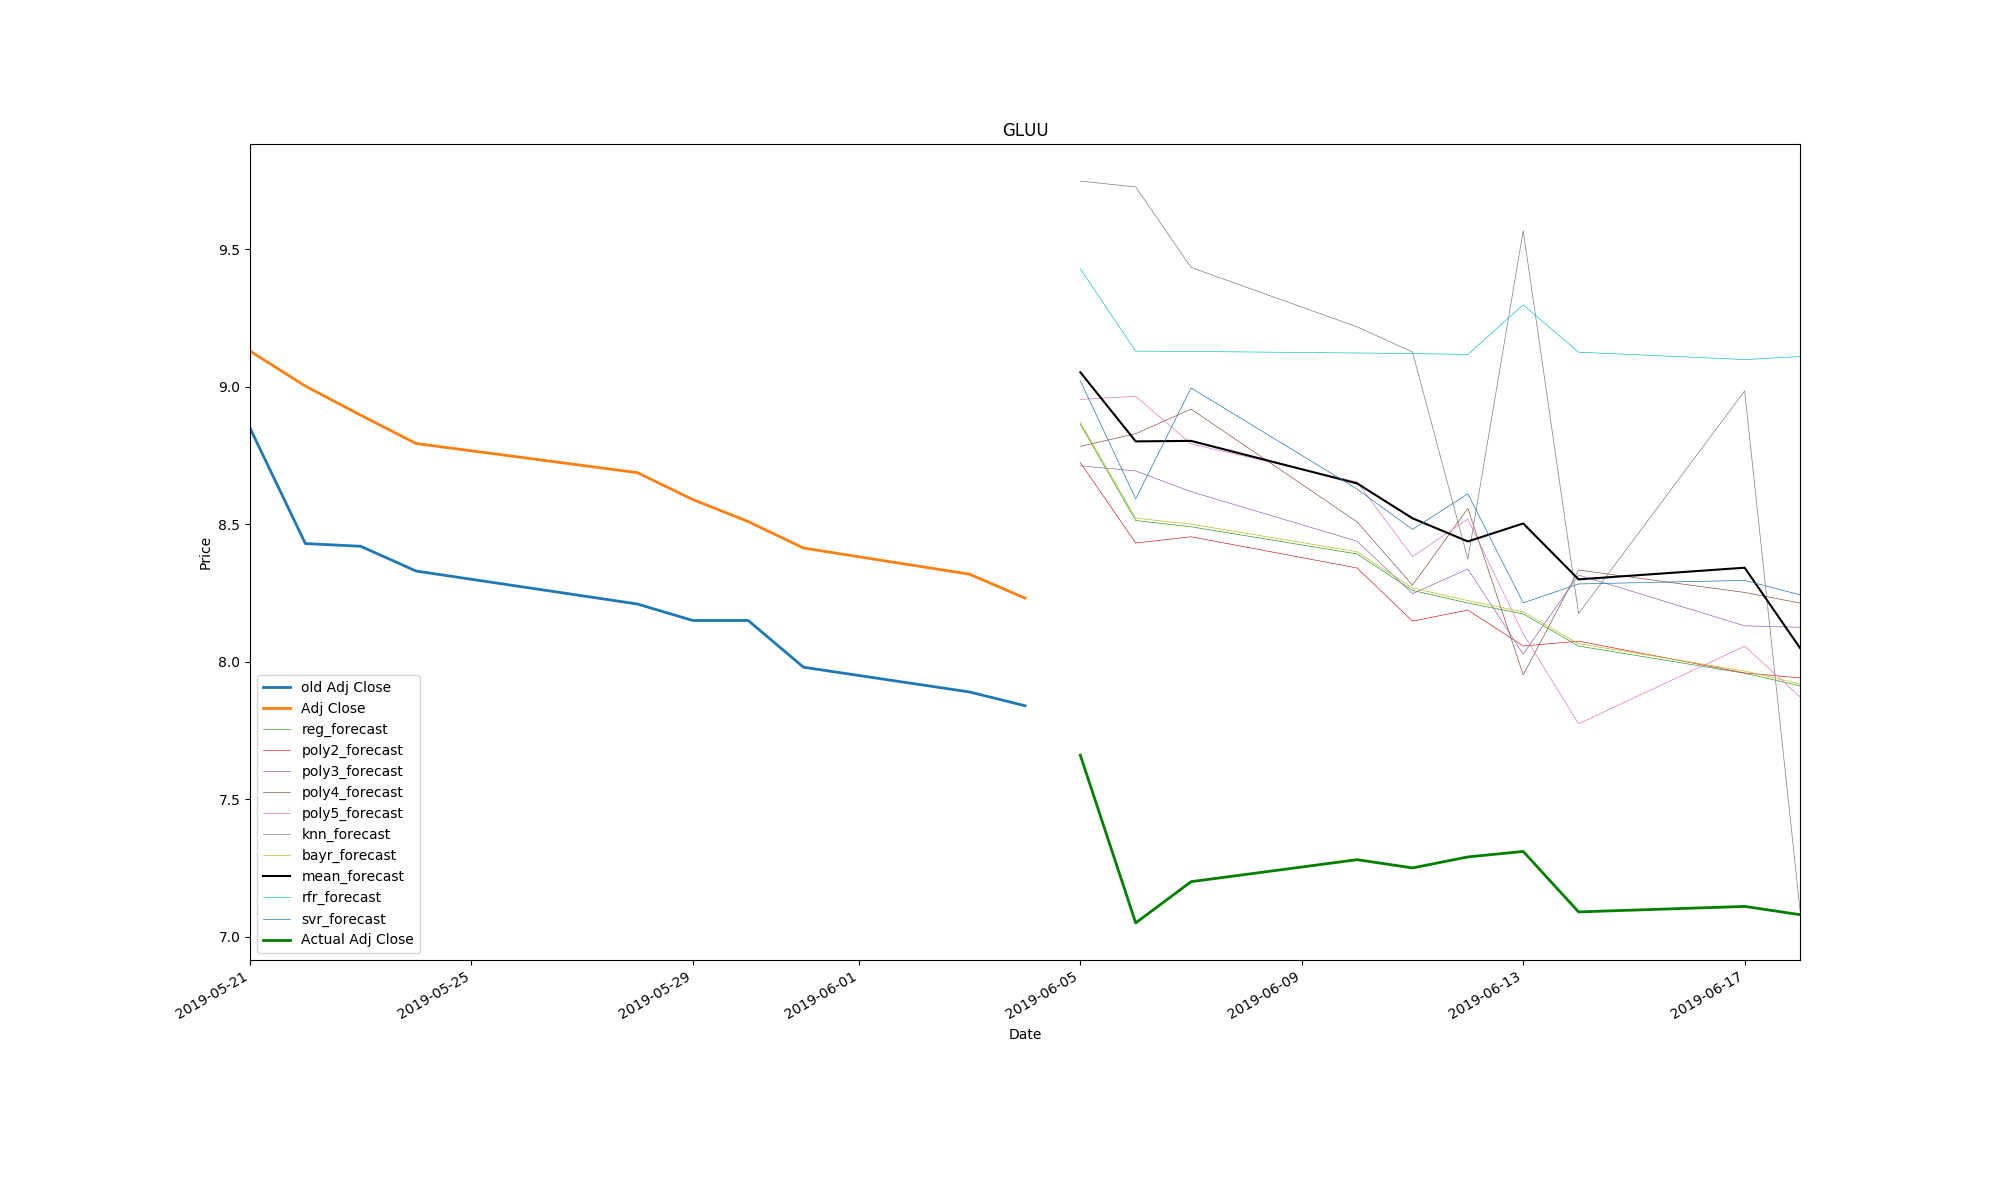 GLUU
Price
9.5
9.0
8.5
8.0
7.5
7.0
old Adj Close
Adj Close
reg_forecast
poly2_forecast
poly3_forecast
poly4_forecast
poly5_forecast
knn_forecast
bayr_forecast
mean_forecast
rfr_forecast
svr_forecast
Actual Adj Close
2019-05-21
2019-05-25
2019-05-29
2019-06-01
2019-06-05
2019-06-09
2019-06-13
2019-06-17
Date